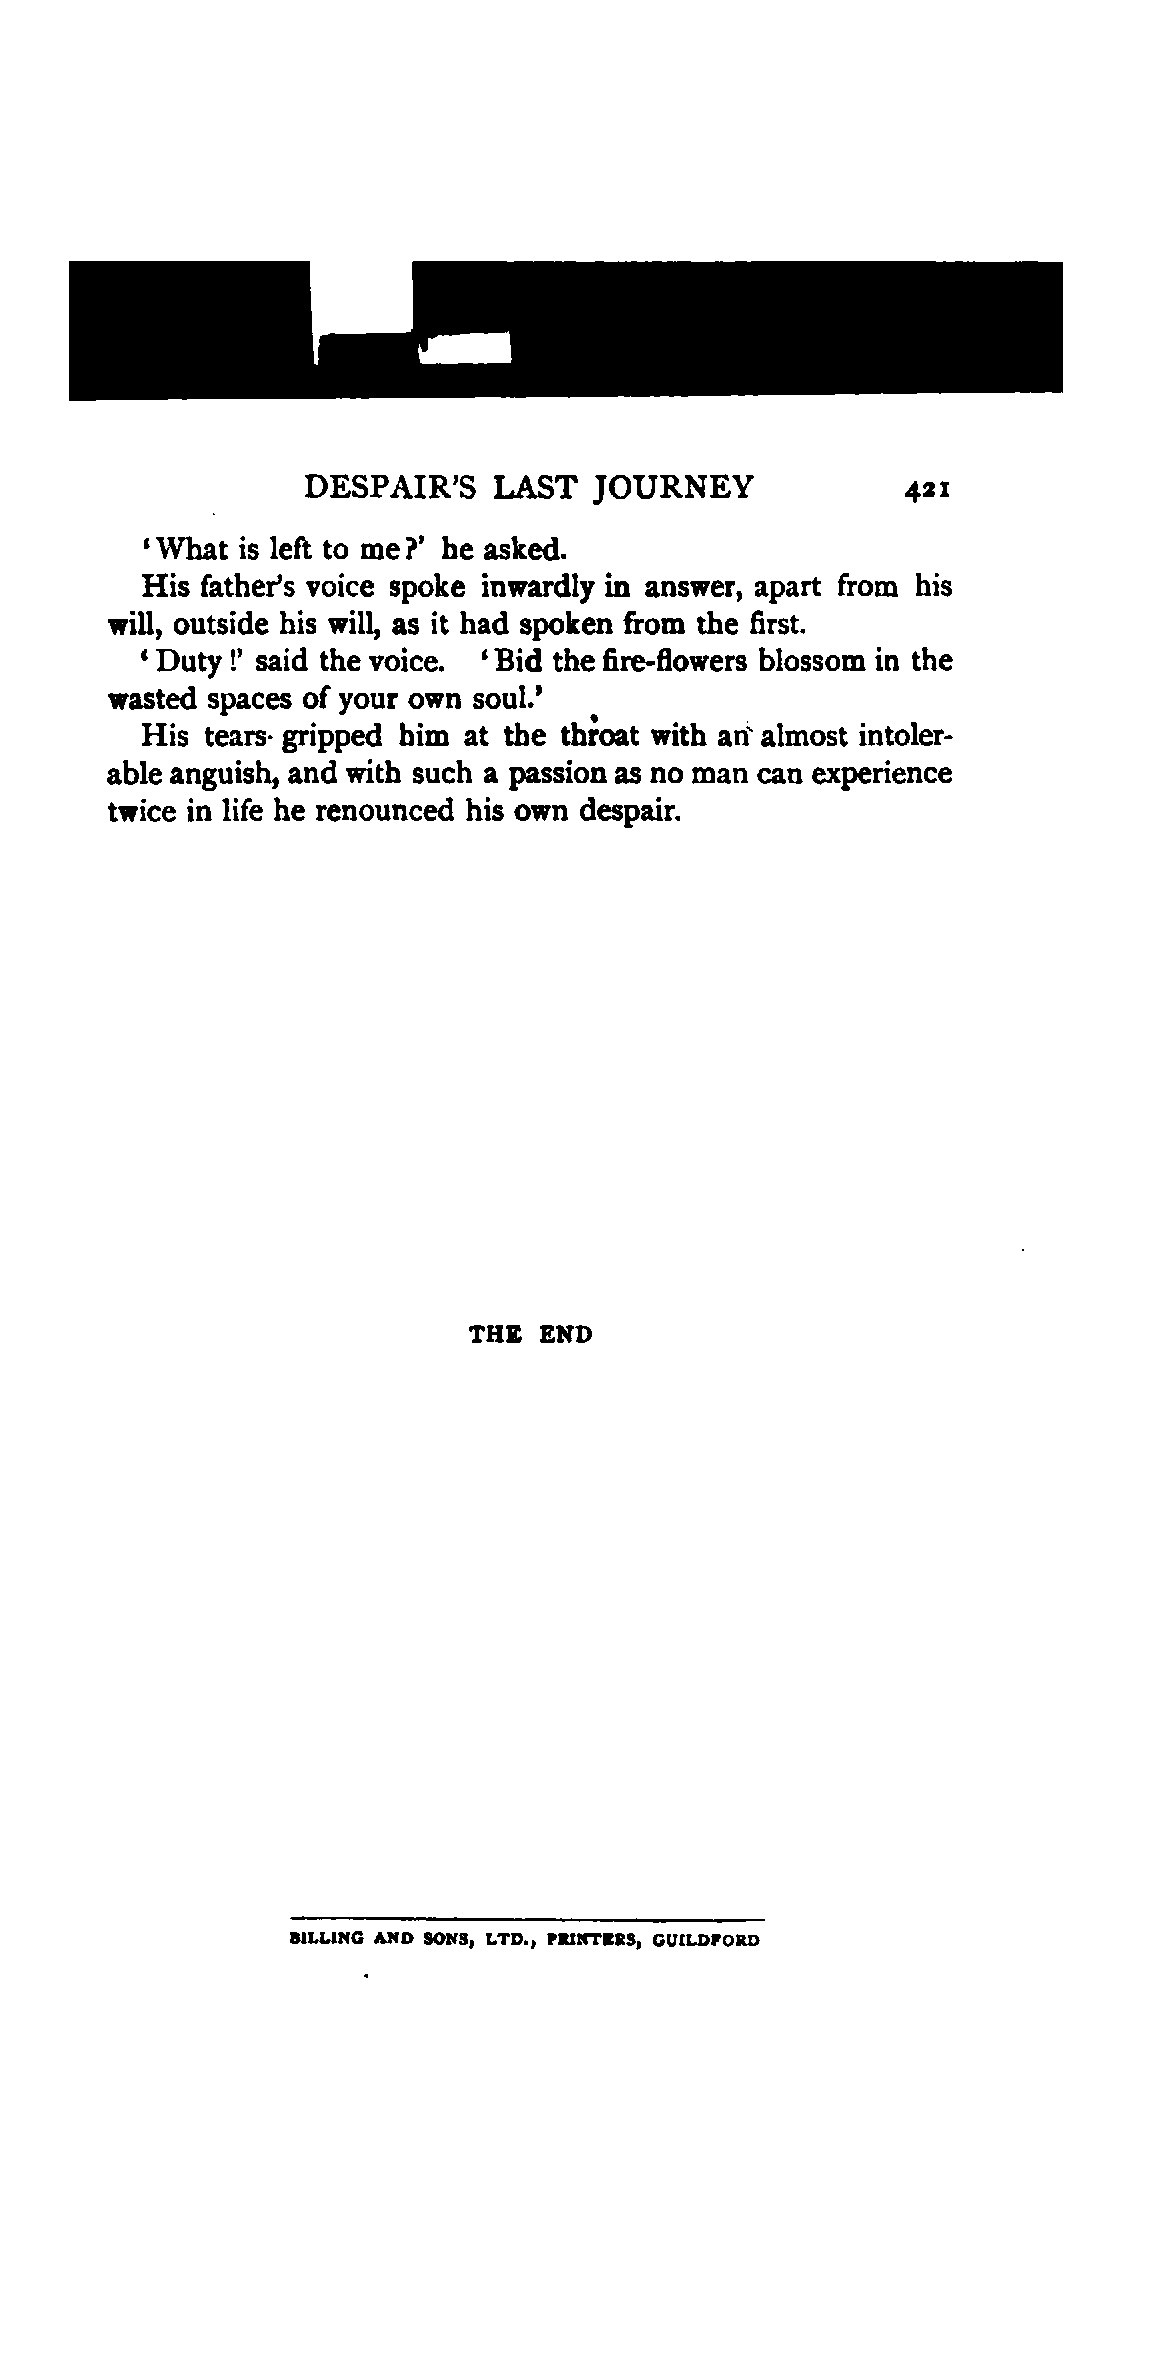 DESPAIR'S LAST JOURNEY 421
'What is left to me?' he asked.
His father's voice spoke inwardly in answer, apart from his
will, outside his will, as it had spoken from the first.
'Duty!' said the voice. 'Bid the fire-flowers blossom in the
wasted spaces of your own soul.'
His tears gripped him at the throat with an almost intoler-
able anguish, and with such a passion as no man can experience
twice in life he renounced his own despair.
THE END
BILLING AND SONS, LTD., PRINTERS, GUILDFORD